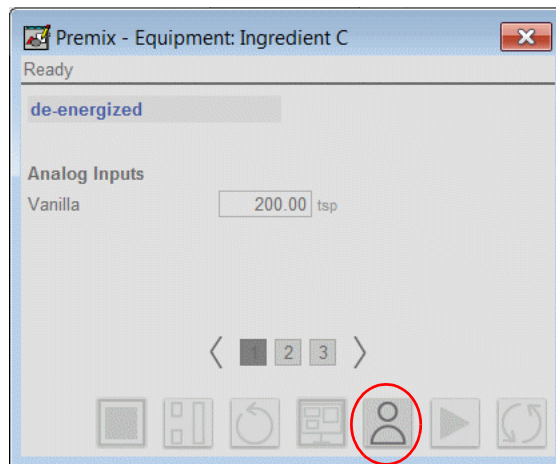 Premix - Equipment: Ingredient C
Ready
de-energized
Analog Inputs
Vanilla 200.00 tsp
1 2 3